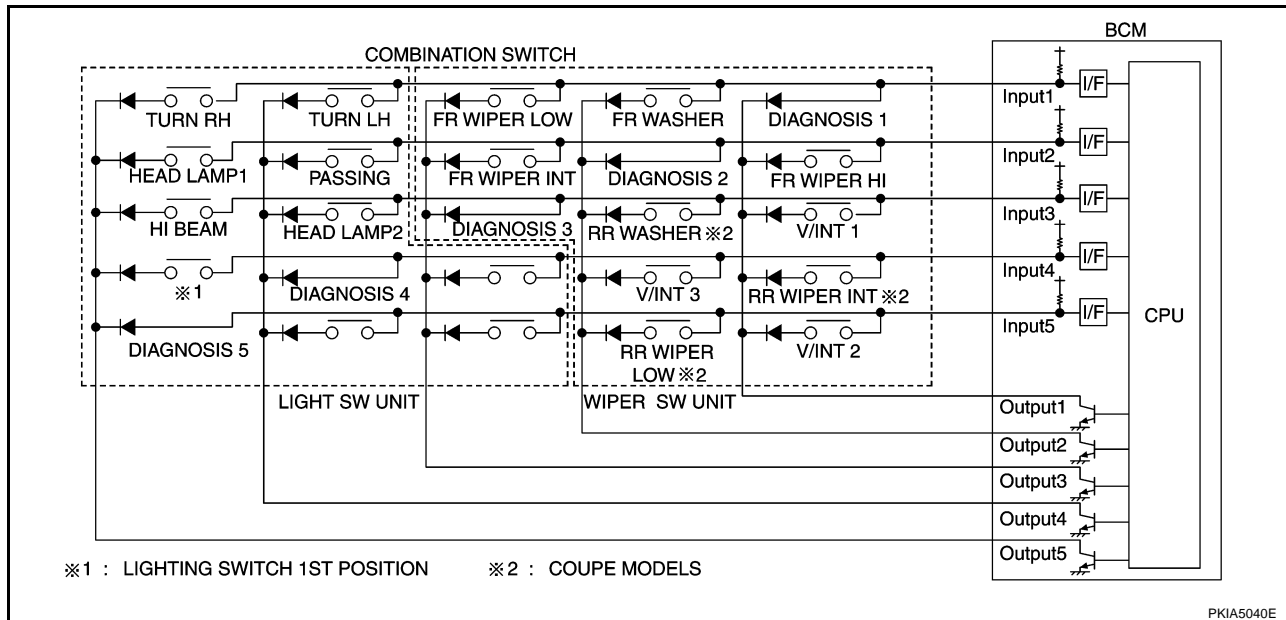 BCM
COMBINATION SWITCH
TURN RH
TURN LH
FR WIPER LOW
FR WASHER
DIAGNOSIS 1
Input1
I/F
HEAD LAMP1
PASSING
FR WIPER INT
DIAGNOSIS 2
FR WIPER HI
Input2
I/F
HI BEAM
HEAD LAMP2
DIAGNOSIS 3
RR WASHER ※2
V/INT 1
Input3
I/F
※1
DIAGNOSIS 4
V/INT 3
RR WIPER INT ※2
Input4
I/F
DIAGNOSIS 5
RR WIPER
LOW ※2
V/INT 2
Input5
I/F
CPU
LIGHT SW UNIT
WIPER SW UNIT
Output1
Output2
Output3
Output4
Output5
※1 : LIGHTING SWITCH 1ST POSITION
※2 : COUPE MODELS
PKIA5040E